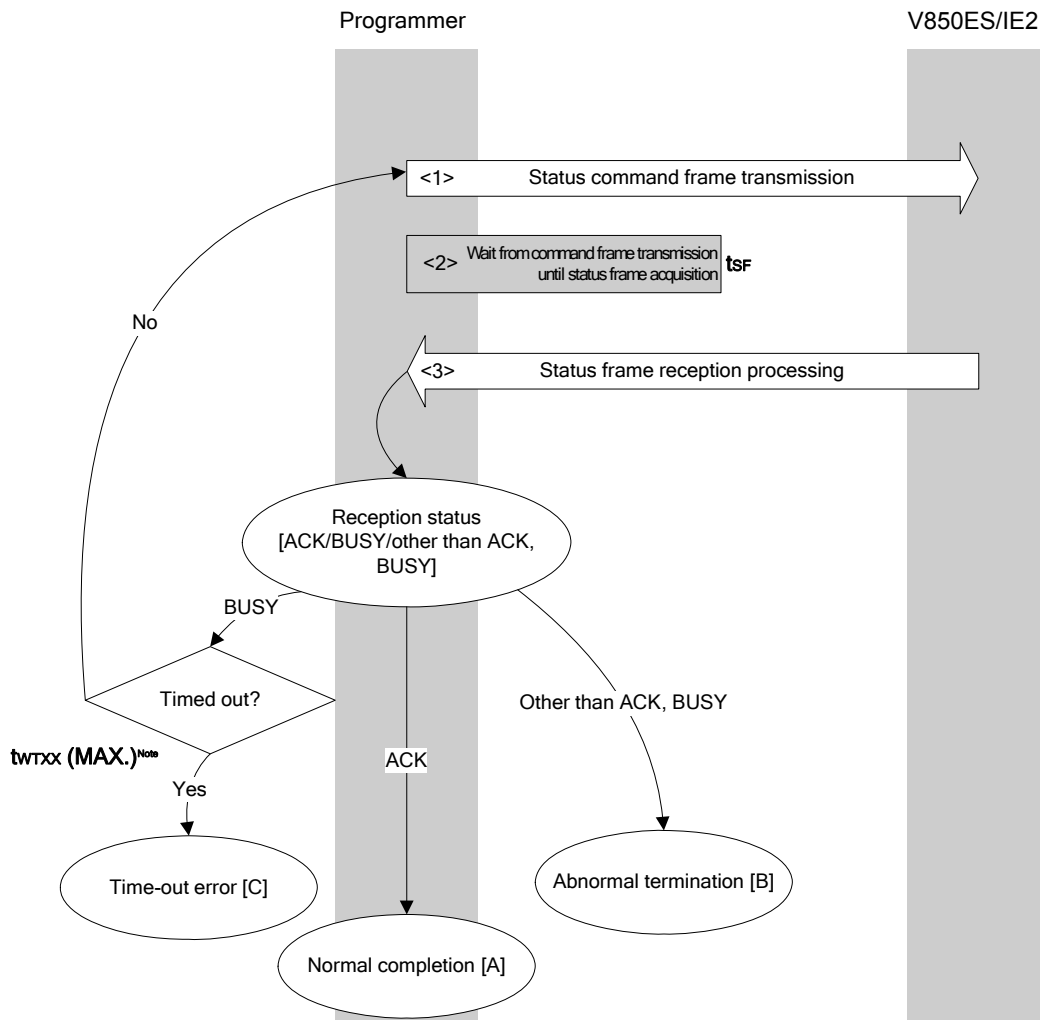 Programmer
V850ES/IE2
<1> Status command frame transmission
<2> Wait from command frame transmission
until status frame acquisition
tSF
No
<3> Status frame reception processing
Reception status
[ACK/BUSY/other than ACK,
BUSY]
BUSY
Timed out?
Other than ACK, BUSY
tWTXX (MAX.)Note
ACK
Yes
Time-out error [C]
Abnormal termination [B]
Normal completion [A]